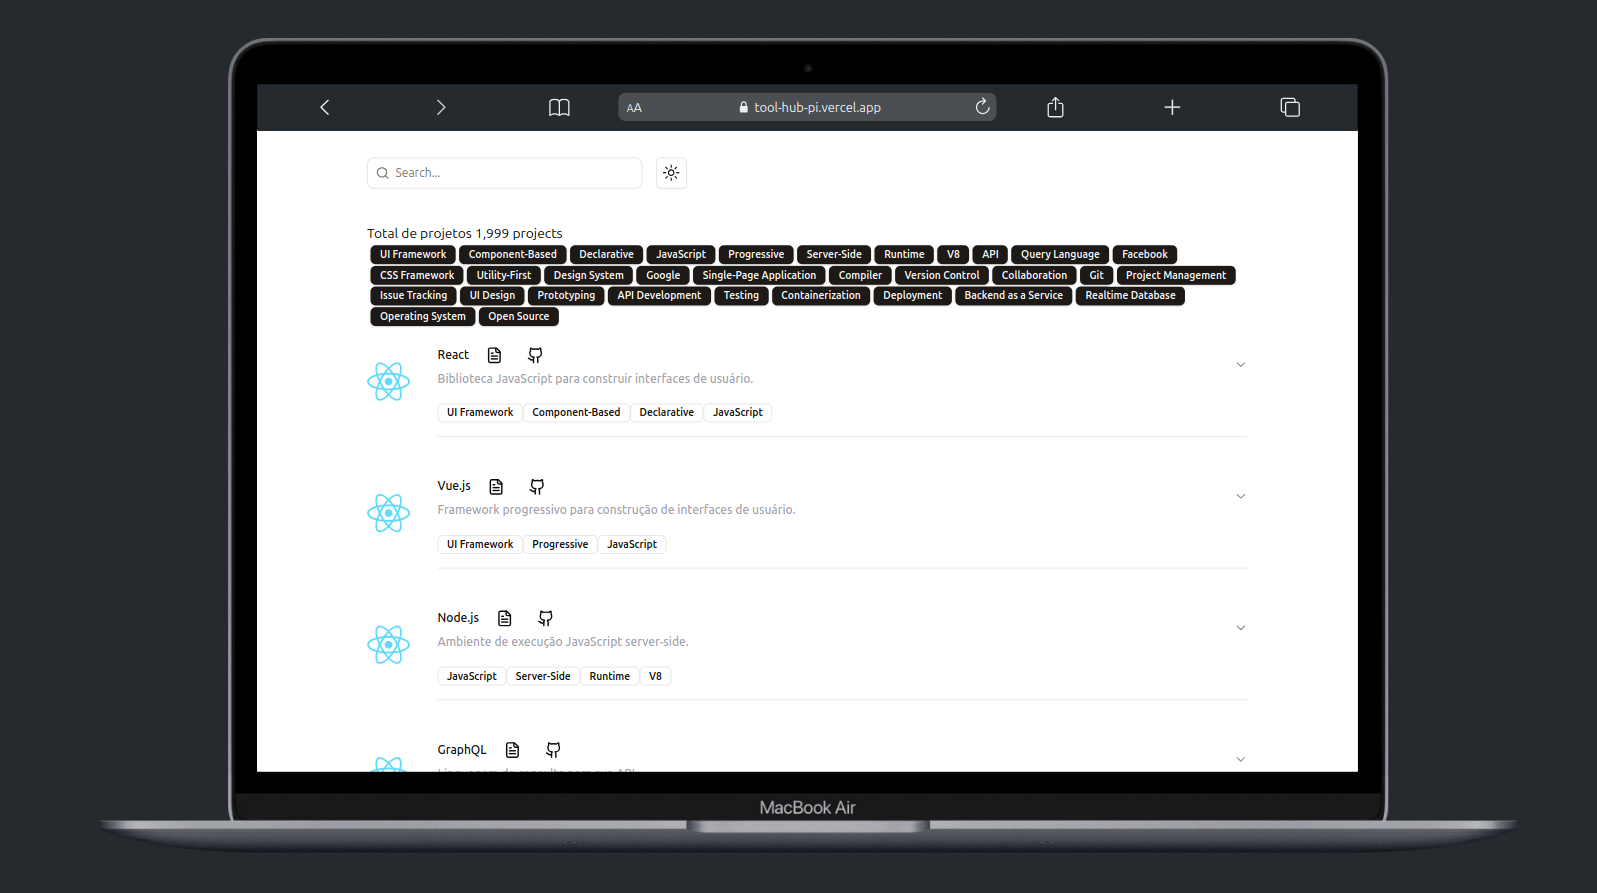 AA tool-hub-pi.vercel.app
Search...
Total de projetos 1,999 projects
UI Framework Component-Based Declarative JavaScript Progressive Server-Side Runtime V8 API Query Language Facebook
CSS Framework Utility-First Design System Google Single-Page Application Compiler Version Control Collaboration Git Project Management
Issue Tracking UI Design Prototyping API Development Testing Containerization Deployment Backend as a Service Realtime Database
Operating System Open Source
React
Biblioteca JavaScript para construir interfaces de usuário.
UI Framework Component-Based Declarative JavaScript
Vue.js
Framework progressivo para construção de interfaces de usuário.
UI Framework Progressive JavaScript
Node.js
Ambiente de execução JavaScript server-side.
JavaScript Server-Side Runtime V8
GraphQL
MacBook Air